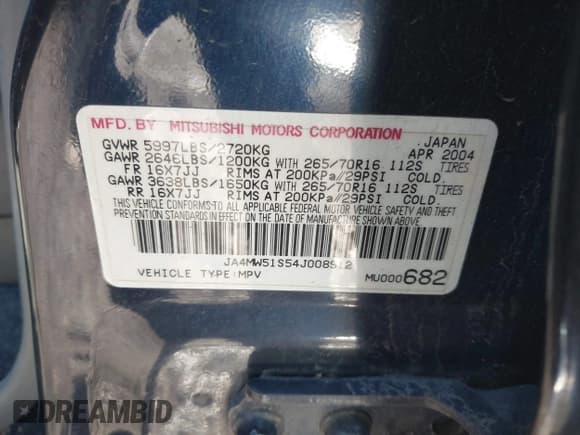 MFD. BY MITSUBISHI MOTORS CORPORATION
JAPAN
GVWR 5997LBS/2720KG APR 2004
GAWR 2646LBS/1200KG WITH 265/70R16 112S TIRES
FR 16X7JJ RIMS AT 200KPa/29PSI COLD.
GAWR 3638LBS/1650KG WITH 265/70R16 112S TIRES
RR 16X7JJ RIMS AT 200KPa/29PSI COLD
THIS VEHICLE CONFORMS TO ALL APPLICABLE FEDERAL MOTOR VEHICLE SAFETY AND THEFT
PREVENTION STANDARDS IN EFFECT ON THE DATE OF MANUFACTURE SHOWN ABOVE.
VEHICLE TYPE:MPV
MU000682
DREAMBID